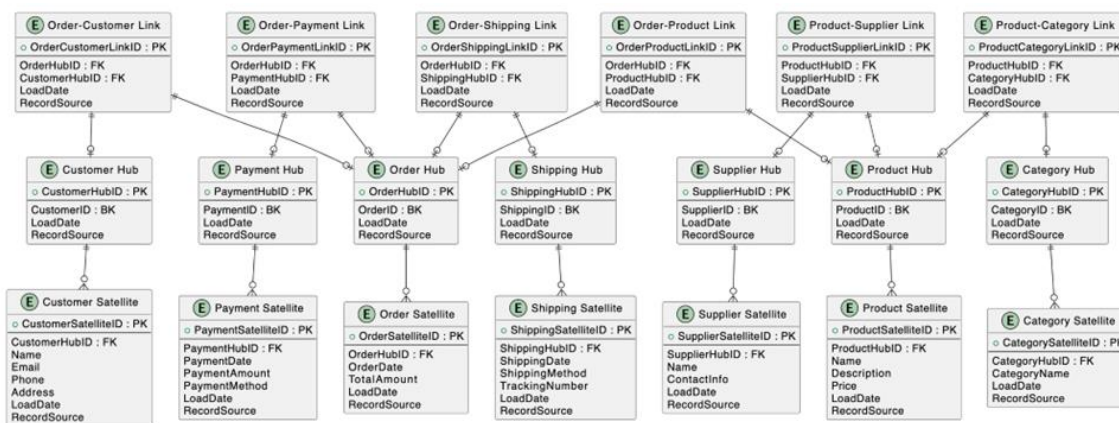 E Order-Customer Link
OrderCustomerLinkID : PK
OrderHubID : FK
CustomerHubID : FK
LoadDate
RecordSource
E Order-Payment Link
OrderPaymentLinkID : PK
OrderHubID : FK
PaymentHubID : FK
LoadDate
RecordSource
E Order-Shipping Link
OrderShippingLinkID : PK
OrderHubID : FK
ShippingHubID : FK
LoadDate
RecordSource
E Order-Product Link
OrderProductLinkID : PK
OrderHubID : FK
ProductHubID : FK
LoadDate
RecordSource
E Product-Supplier Link
ProductSupplierLinkID : PK
ProductHubID : FK
SupplierHubID : FK
LoadDate
RecordSource
E Product-Category Link
ProductCategoryLinkID : PK
ProductHubID : FK
CategoryHubID : FK
LoadDate
RecordSource
E Customer Hub
CustomerHubID : PK
CustomerID : BK
LoadDate
RecordSource
E Payment Hub
PaymentHubID : PK
PaymentID : BK
LoadDate
RecordSource
E Order Hub
OrderHubID : PK
OrderID : BK
LoadDate
RecordSource
E Shipping Hub
ShippingHubID : PK
ShippingID : BK
LoadDate
RecordSource
E Supplier Hub
SupplierHubID : PK
SupplierID : BK
LoadDate
RecordSource
E Product Hub
ProductHubID : PK
ProductID : BK
LoadDate
RecordSource
E Category Hub
CategoryHubID : PK
CategoryID : BK
LoadDate
RecordSource
E Customer Satellite
CustomerSatelliteID : PK
CustomerHubID : FK
Name
Email
Phone
Address
LoadDate
RecordSource
E Payment Satellite
PaymentSatelliteID : PK
PaymentHubID : FK
PaymentDate
PaymentAmount
PaymentMethod
LoadDate
RecordSource
E Order Satellite
OrderSatelliteID : PK
OrderHubID : FK
OrderDate
TotalAmount
LoadDate
RecordSource
E Shipping Satellite
ShippingSatelliteID : PK
ShippingHubID : FK
ShippingDate
ShippingMethod
TrackingNumber
LoadDate
RecordSource
E Supplier Satellite
SupplierSatelliteID : PK
SupplierHubID : FK
Name
ContactInfo
LoadDate
RecordSource
E Product Satellite
ProductSatelliteID : PK
ProductHubID : FK
Name
Description
Price
LoadDate
RecordSource
E Category Satellite
CategorySatelliteID : PK
CategoryHubID : FK
CategoryName
LoadDate
RecordSource